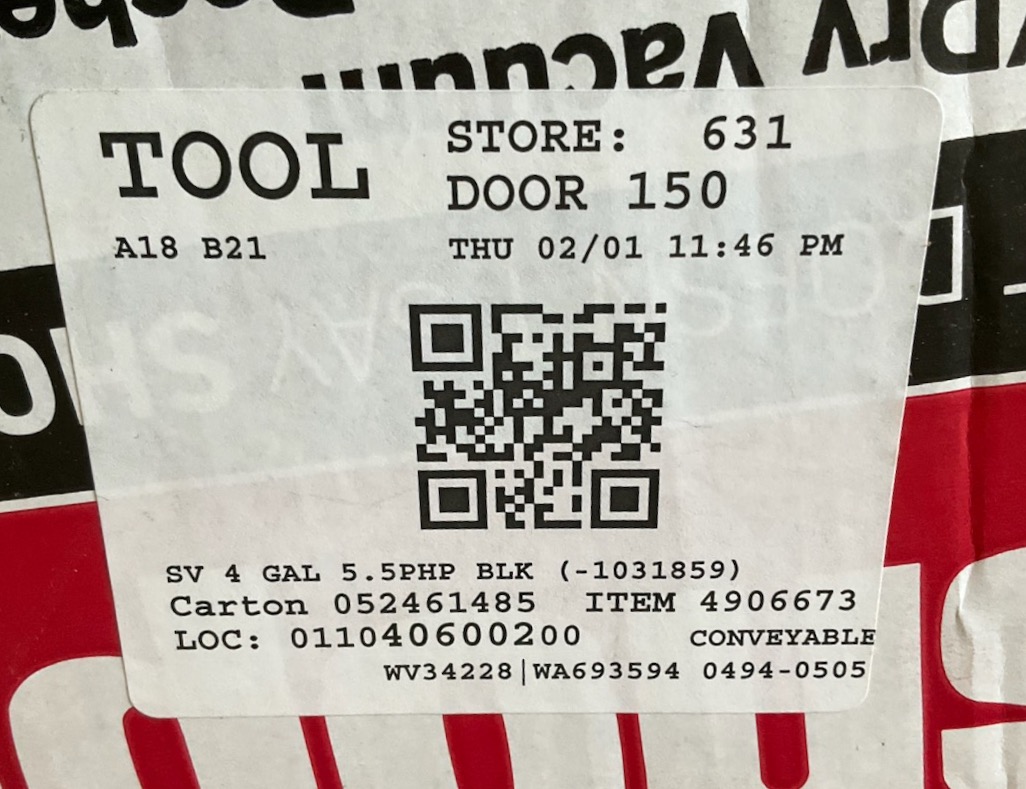 Vacuum
TOOL
STORE: 631
DOOR 150
A18 B21
THU 02/01 11:46 PM
SV 4 GAL 5.5PHP BLK (-1031859)
Carton 052461485 ITEM 4906673
LOC: 011040600200 CONVEYABLE
WV34228|WA693594 0494-0505